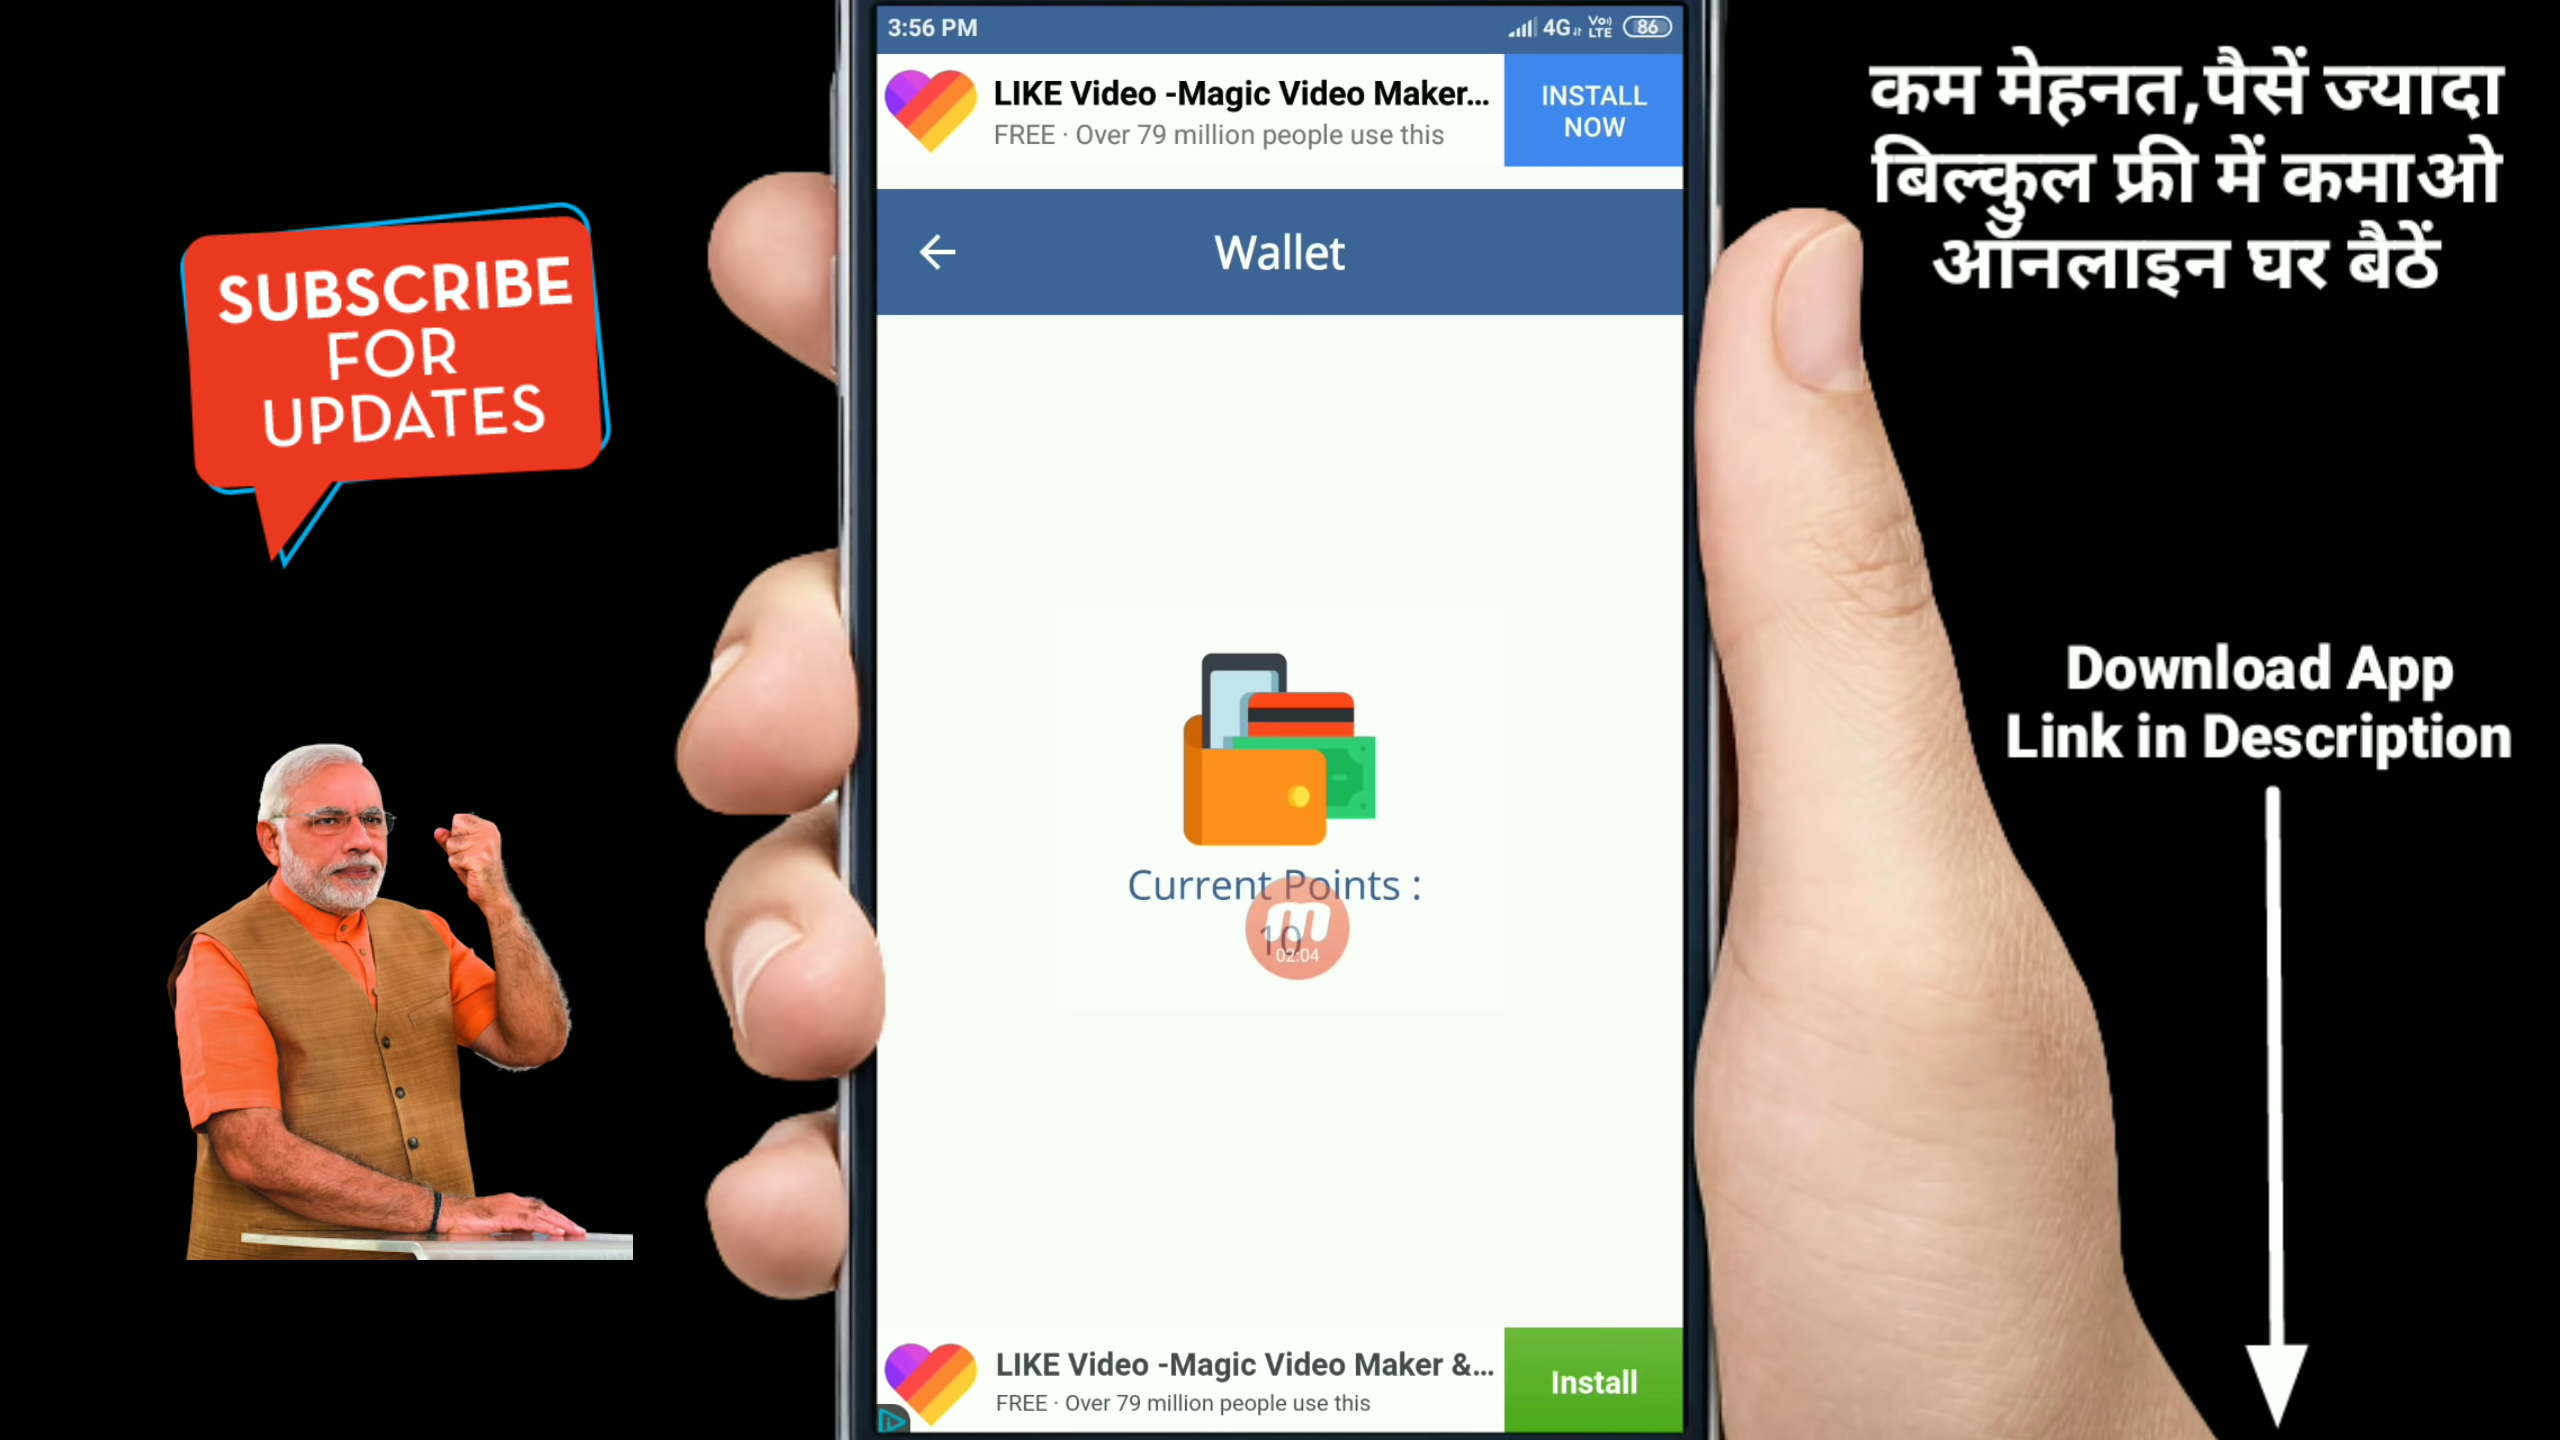 3:56 PM
4G VoLTE 86
LIKE Video -Magic Video Maker...
FREE · Over 79 million people use this
INSTALL
NOW
Wallet
Current Points :
10
02:04
LIKE Video -Magic Video Maker &...
FREE · Over 79 million people use this
Install
SUBSCRIBE
FOR
UPDATES
कम मेहनत,पैसें ज्यादा
बिल्कुल फ्री में कमाओ
ऑनलाइन घर बैठें
Download App
Link in Description